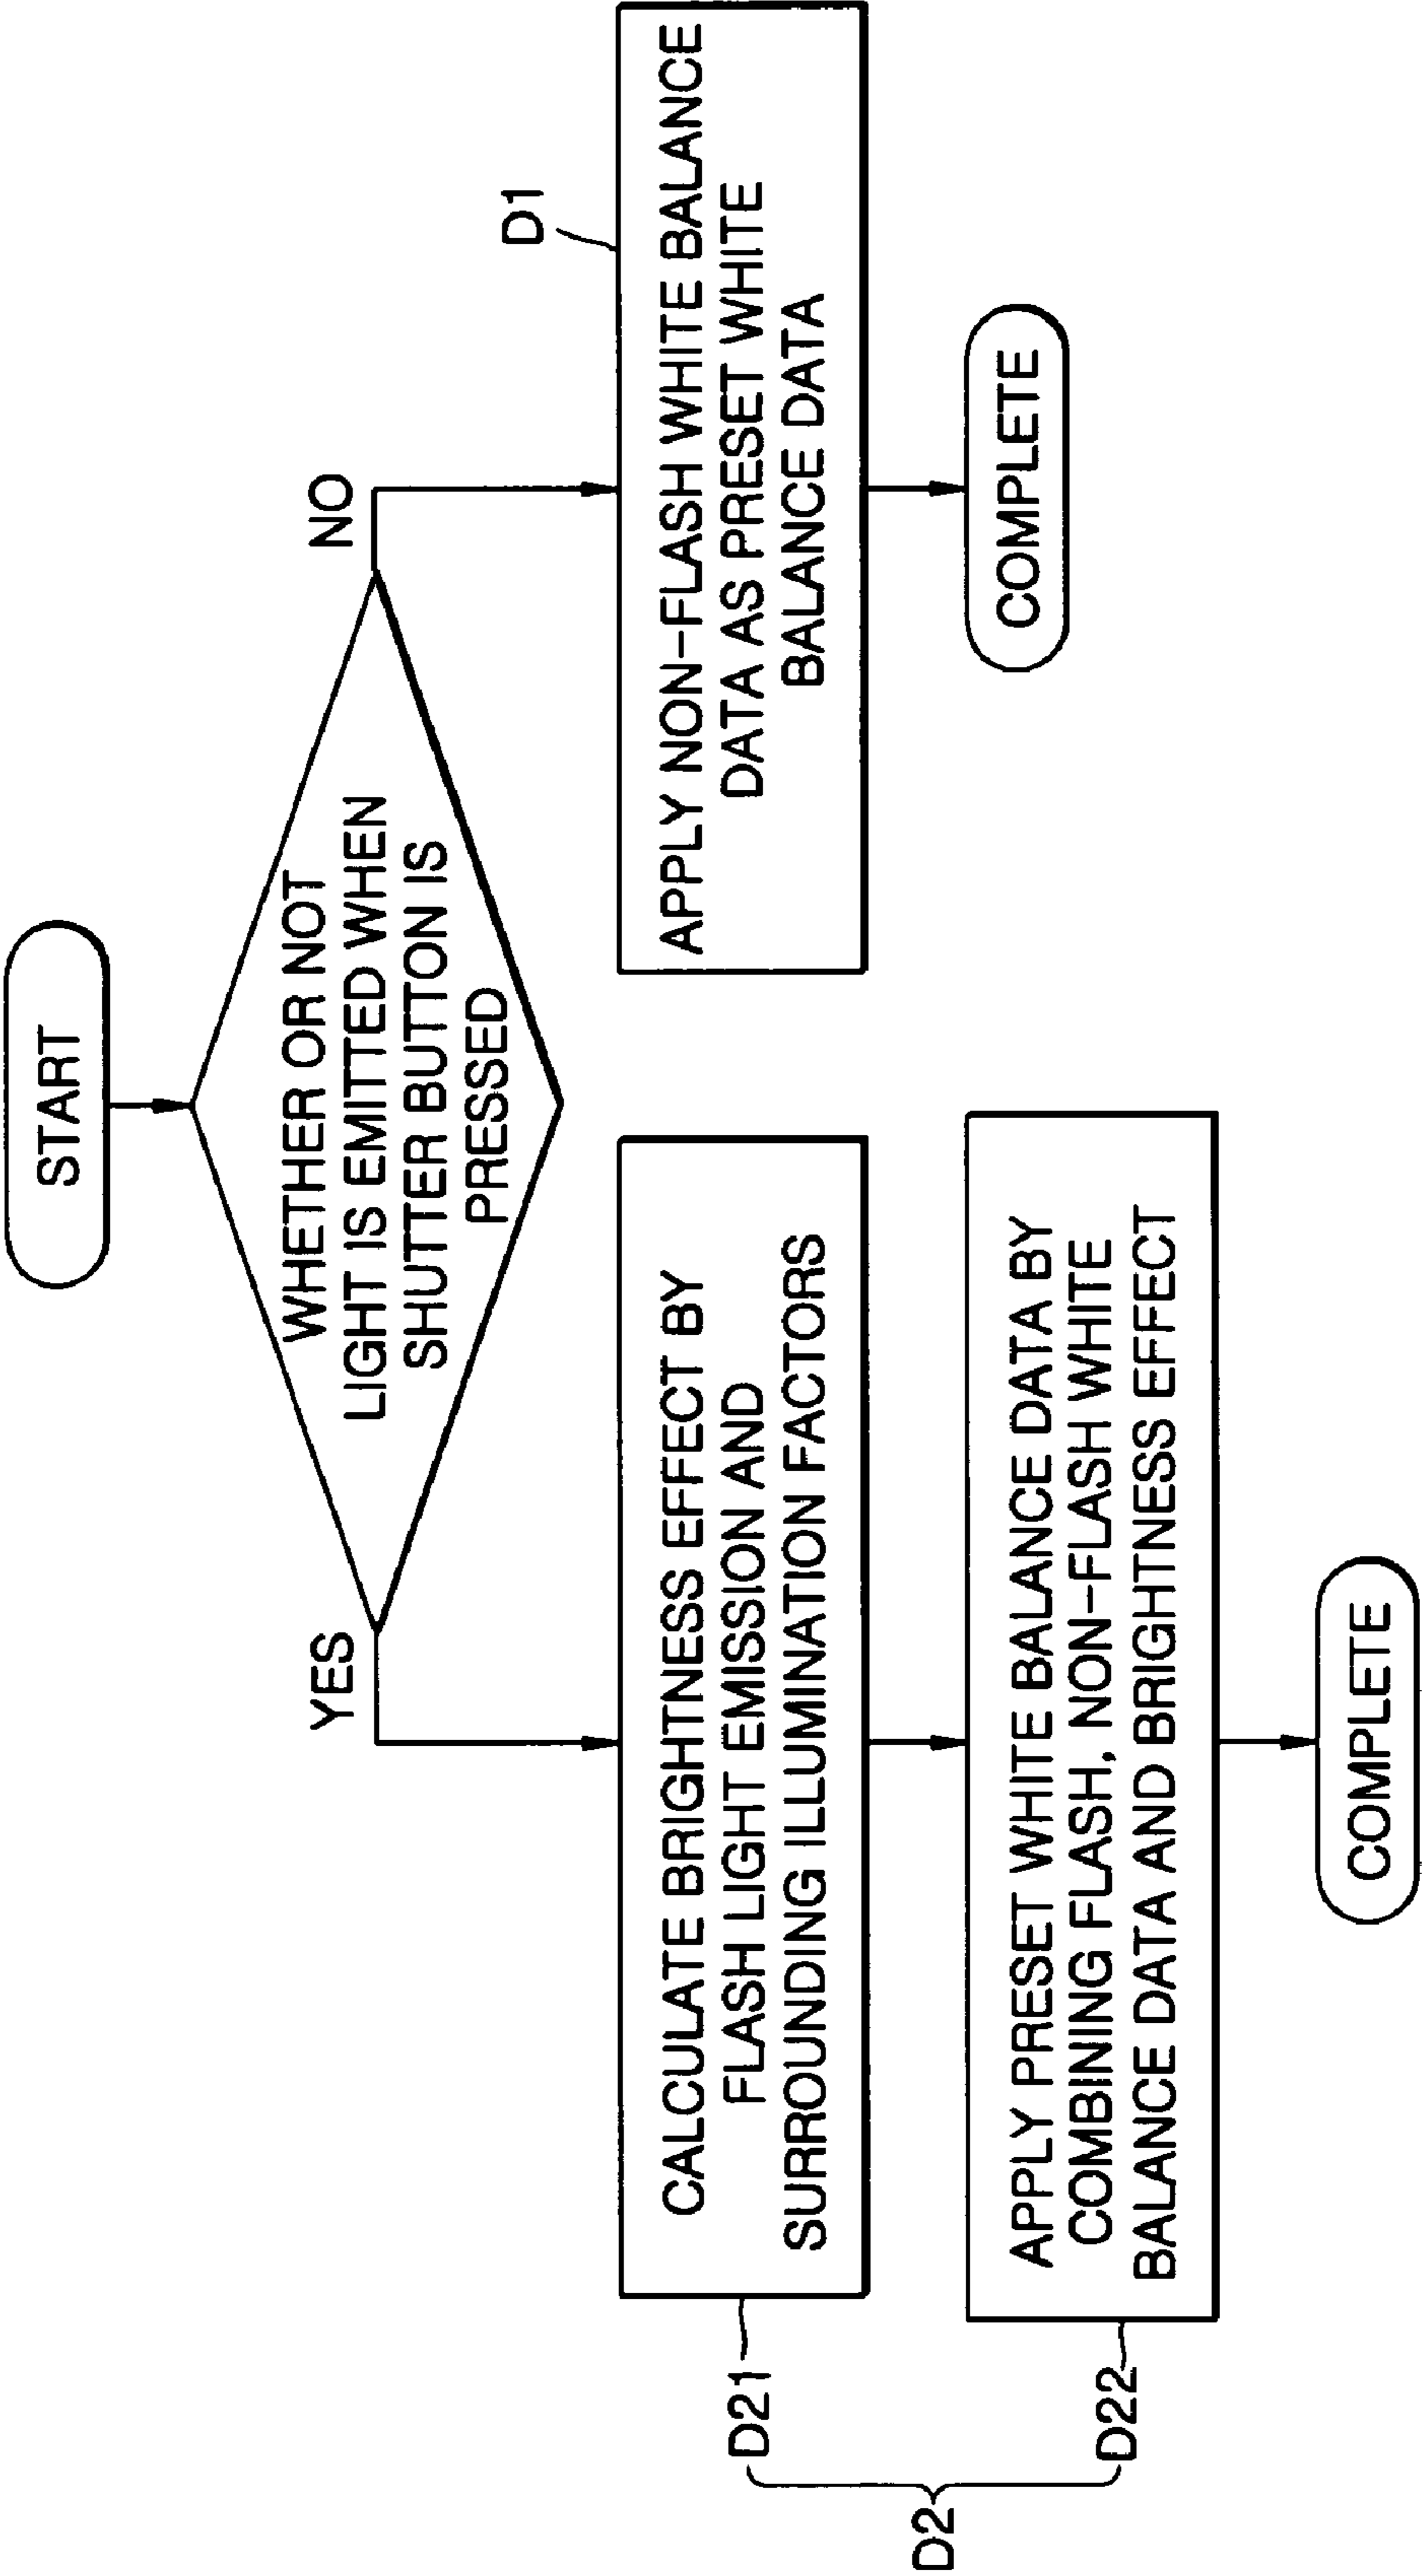 START
WHETHER OR NOT
LIGHT IS EMITTED WHEN
SHUTTER BUTTON IS
PRESSED
YES
NO
D21
CALCULATE BRIGHTNESS EFFECT BY
FLASH LIGHT EMISSION AND
SURROUNDING ILLUMINATION FACTORS
D1
APPLY NON-FLASH WHITE BALANCE
DATA AS PRESET WHITE
BALANCE DATA
D2
D22
APPLY PRESET WHITE BALANCE DATA BY
COMBINING FLASH, NON-FLASH WHITE
BALANCE DATA AND BRIGHTNESS EFFECT
COMPLETE
COMPLETE